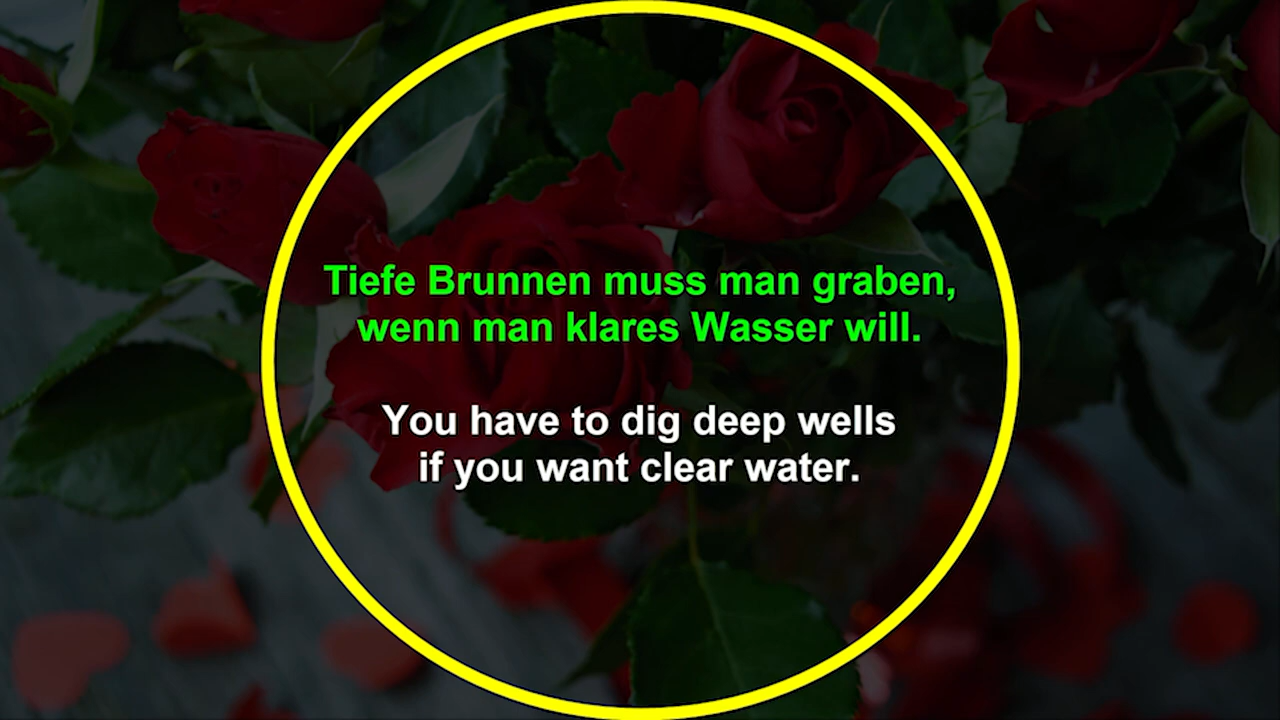 Tiefe Brunnen muss man graben,
wenn man klares Wasser will.
You have to dig deep wells
if you want clear water.